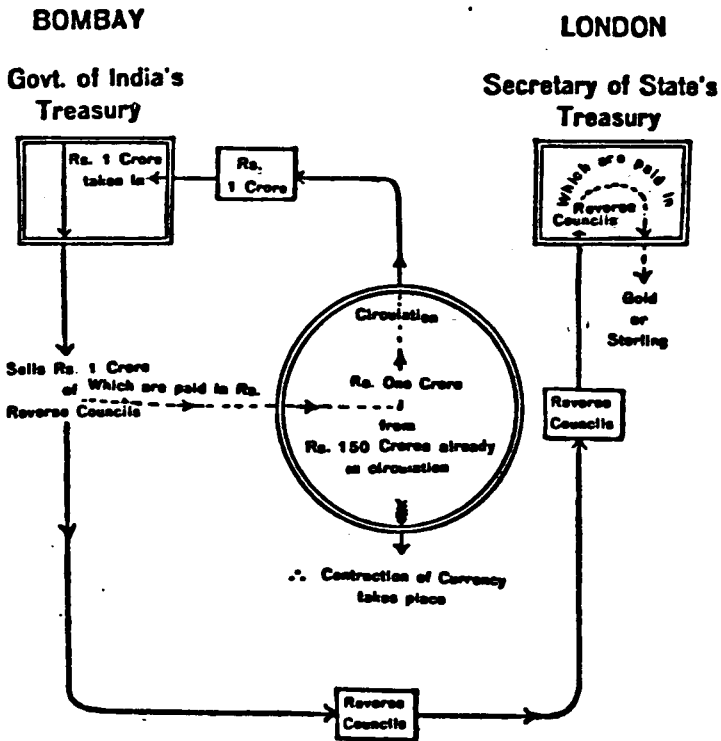 BOMBAY
Govt. of India's
Treasury
Rs. 1 Crore
taken in
Rs.
1 Crore
LONDON
Secretary of State's
Treasury
Which are paid in
Reverse
Councils
Gold
or
Sterling
Circulation
Rs. One Crore
from
Rs. 150 Crores already
in circulation
∴ Contraction of Currency
takes place
Sells Rs. 1 Crore
of Which are paid in Rs.
Reverse Councils
Reverse
Councils
Reverse
Councils